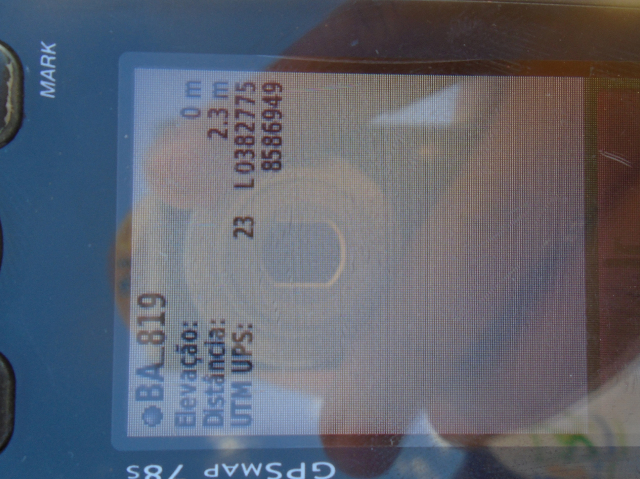 MARK
BA_819
Elevação: 0 m
Distância: 2.3 m
UTM UPS: 23 L 0382775
8586949
GPSMAP 78S